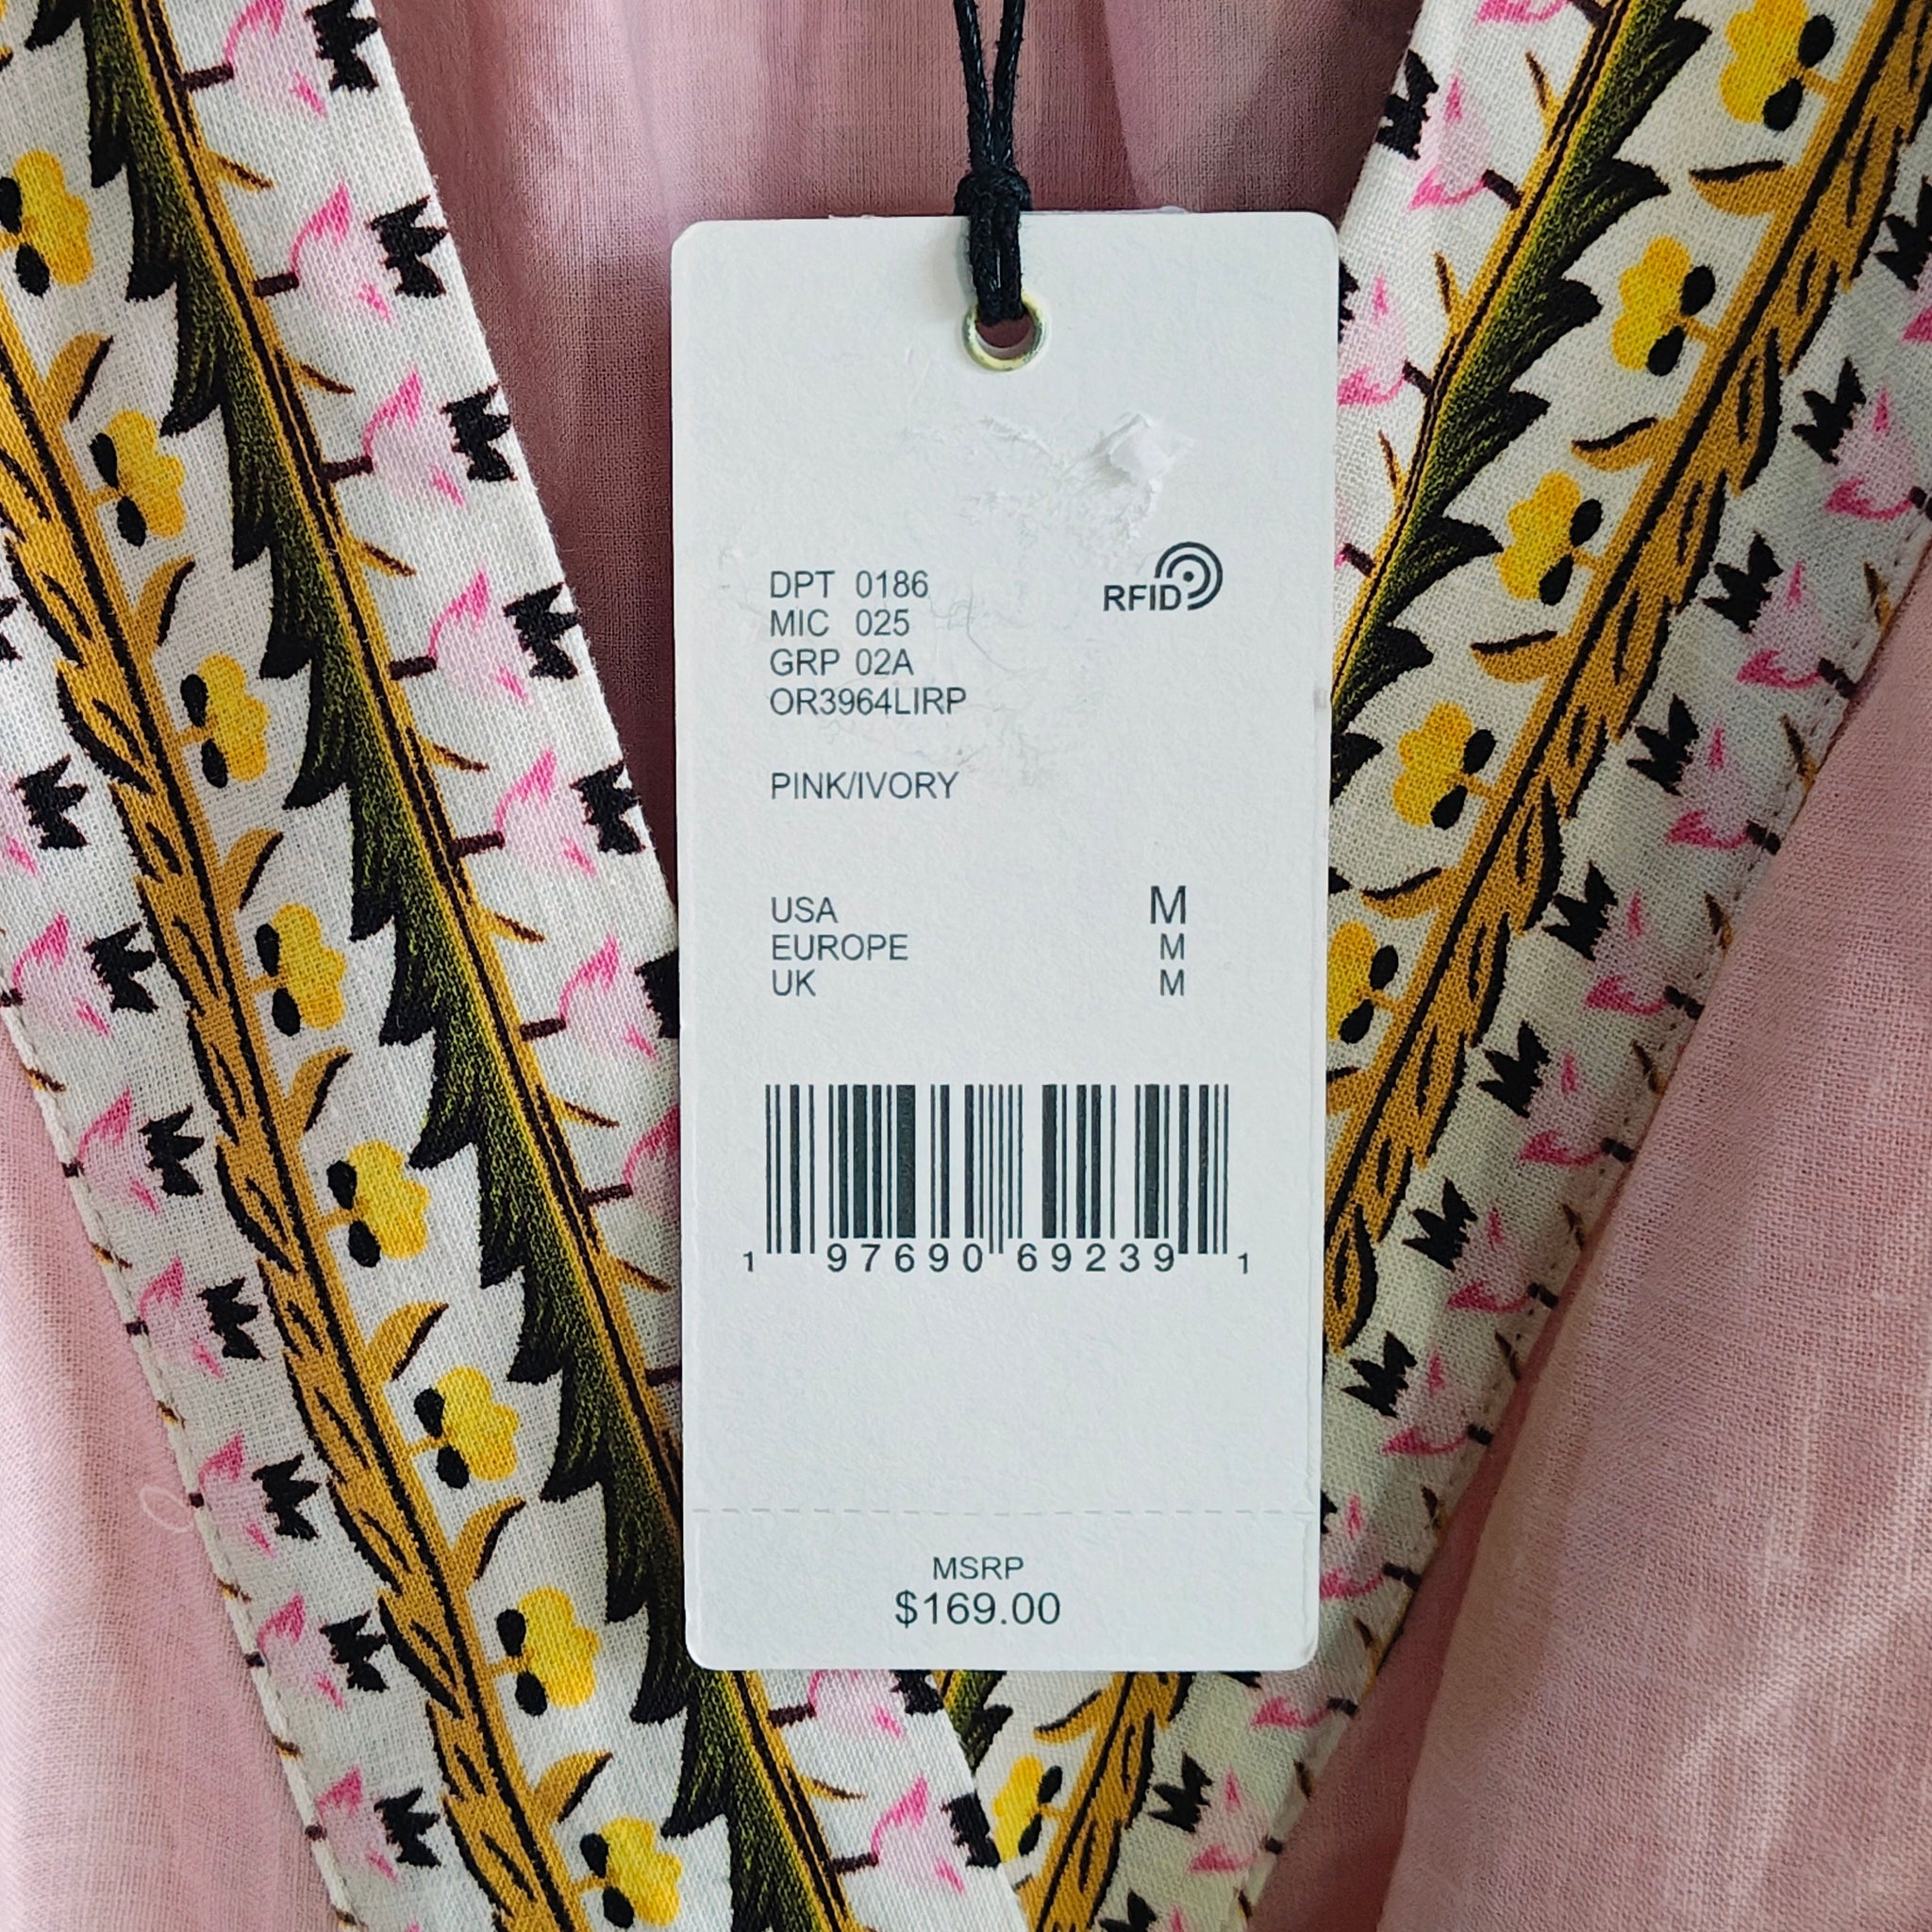 DPT 0186
MIC 025
GRP 02A
OR3964LIRP
RFID
PINK/IVORY
USA M
EUROPE M
UK M
1 97690 69239 1
MSRP
$169.00